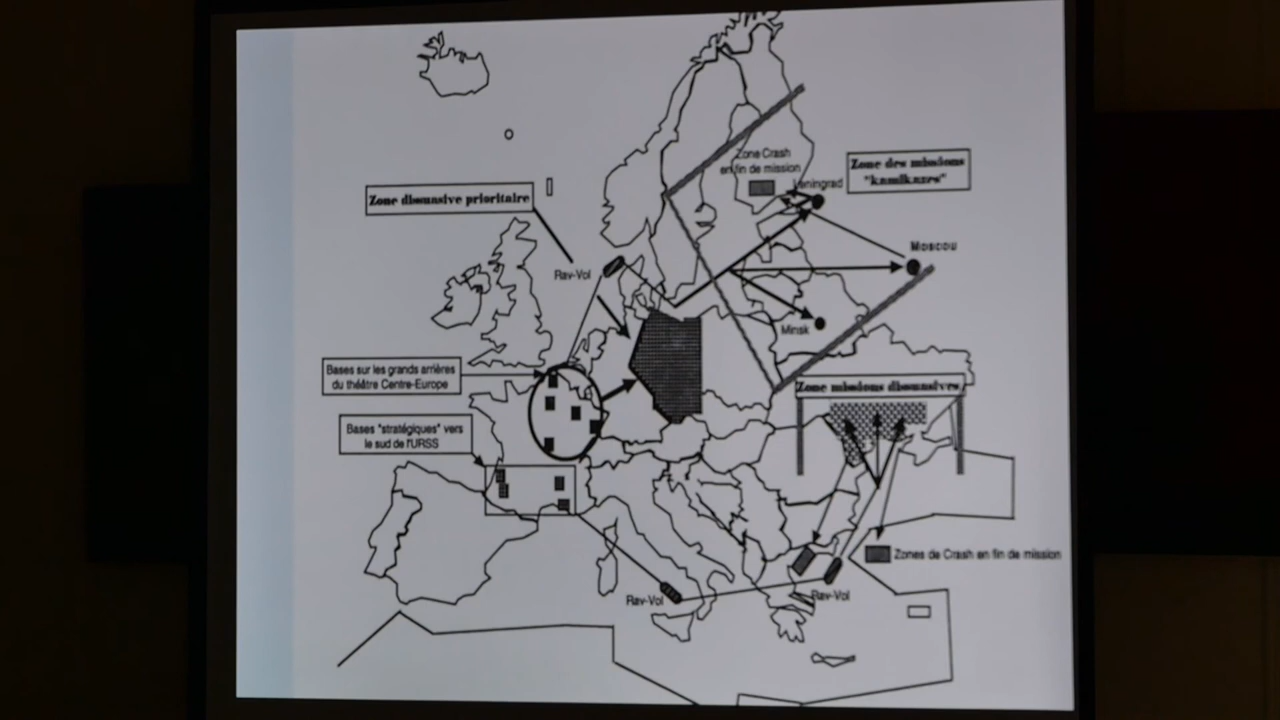 Zone Crash
en fin de mission
Zone des missions
"kamikazes"
Leningrad
Zone dissuasive prioritaire
Moscou
Rav-Vol
Minsk
Bases sur les grands arrières
du théâtre Centre-Europe
Zone missions dissuasives
Bases "stratégiques" vers
le sud de l'URSS
Zones de Crash en fin de mission
Rav-Vol
Rav-Vol